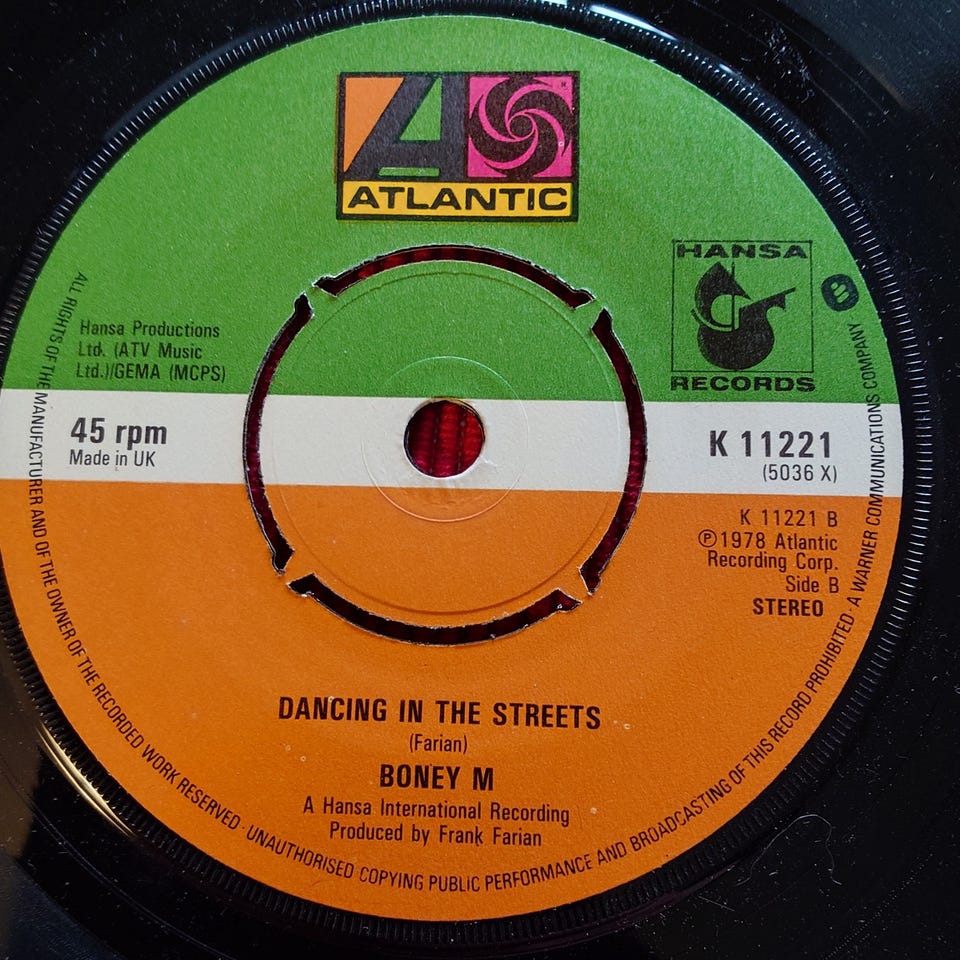 ATLANTIC
HANSA
RECORDS
B
Hansa Productions
Ltd. (ATV Music
Ltd.)/GEMA (MCPS)
45 rpm
Made in UK
K 11221
(5036 X)
K 11221 B
℗1978 Atlantic
Recording Corp.
Side B
STEREO
DANCING IN THE STREETS
(Farian)
BONEY M
A Hansa International Recording
Produced by Frank Farian
ALL RIGHTS OF THE MANUFACTURER AND OF THE OWNER OF THE RECORDED WORK RESERVED · UNAUTHORISED COPYING PUBLIC PERFORMANCE AND BROADCASTING OF THIS RECORD PROHIBITED · A WARNER COMMUNICATIONS COMPANY